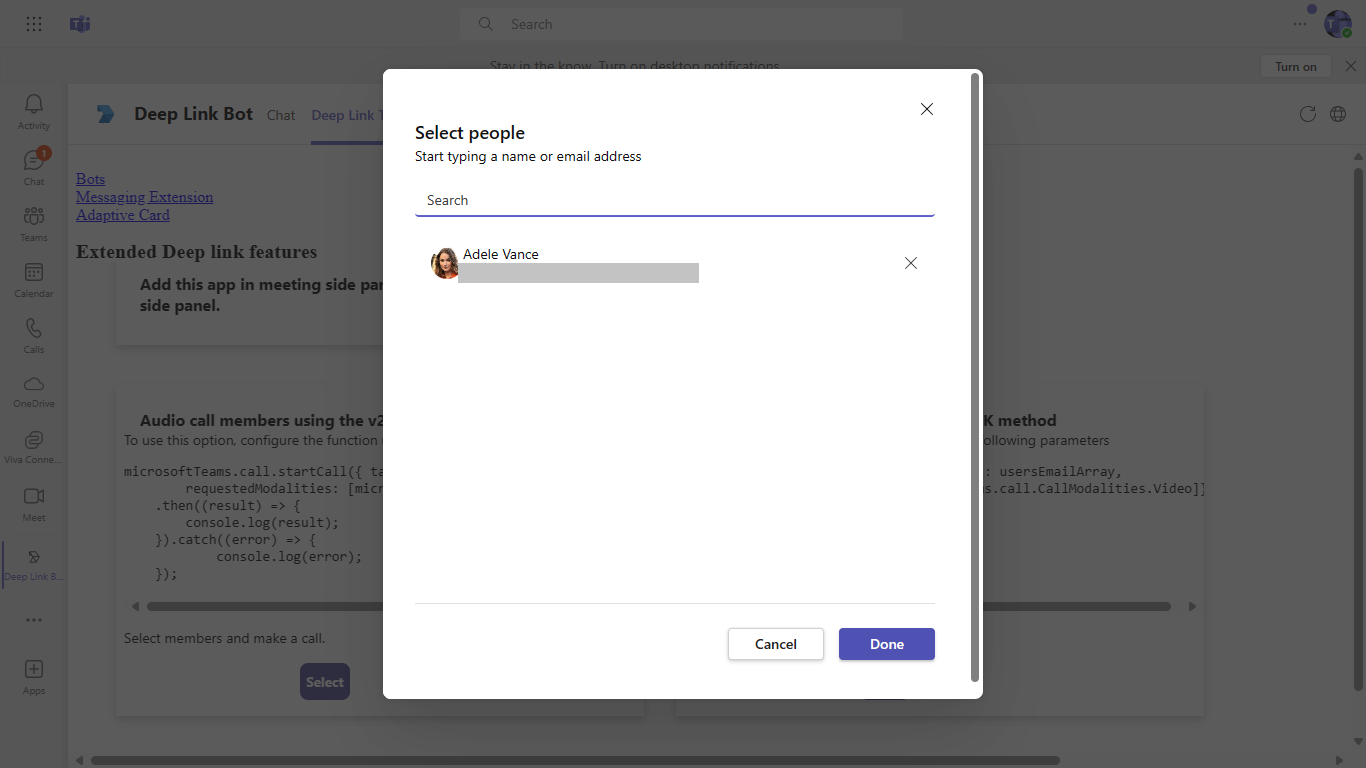 Search
Stay in the know. Turn on desktop notifications.
Turn on
Activity
Chat
1
Teams
Calendar
Calls
OneDrive
Viva Conne...
Meet
Deep Link B...
Apps
Deep Link Bot
Chat
Deep Link T
Bots
Messaging Extension
Adaptive Card
Extended Deep link features
Add this app in meeting side par
side panel.
Audio call members using the v2
To use this option, configure the function
microsoftTeams.call.startCall({ ta
requestedModalities: [micr
.then((result) => {
console.log(result);
}).catch((error) => {
console.log(error);
});
Select members and make a call.
Select
K method
ollowing parameters
: usersEmailArray,
s.call.CallModalities.Video]}
Select people
Start typing a name or email address
Search
Adele Vance
Cancel
Done